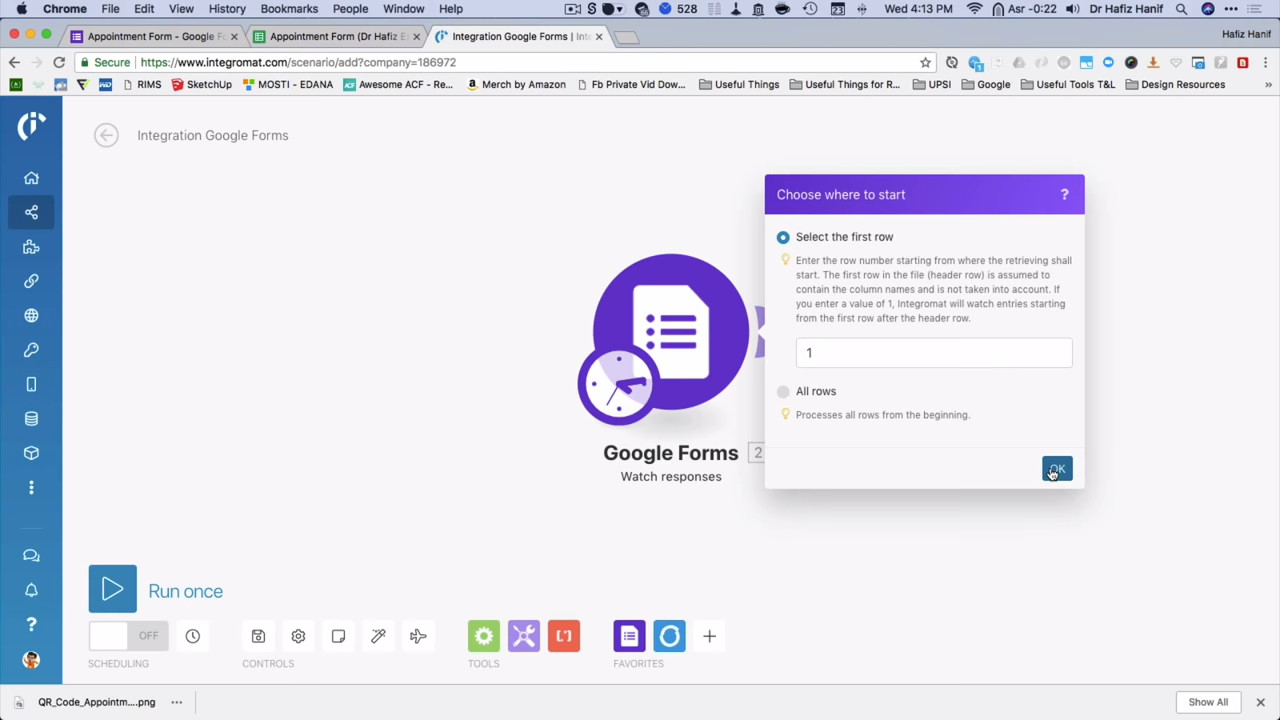 Chrome File Edit View History Bookmarks People Window Help 528 23 Wed 4:13 PM Asr -0:22 Dr Hafiz Hanif
Appointment Form - Google Fo Appointment Form (Dr Hafiz E Integration Google Forms | Int Hafiz Hanif
Secure https://www.integromat.com/scenario/add?company=186972
RIMS SketchUp MOSTI - EDANA Awesome ACF - Re... Merch by Amazon Fb Private Vid Dow... Useful Things Useful Things for R... UPSI Google Useful Tools T&L Design Resources »
Integration Google Forms
Choose where to start ?
Select the first row
Enter the row number starting from where the retrieving shall
start. The first row in the file (header row) is assumed to
contain the column names and is not taken into account. If
you enter a value of 1, Integromat will watch entries starting
from the first row after the header row.
1
All rows
Processes all rows from the beginning.
OK
Google Forms 2
Watch responses
Run once
OFF
SCHEDULING CONTROLS TOOLS FAVORITES
QR_Code_Appointm....png Show All